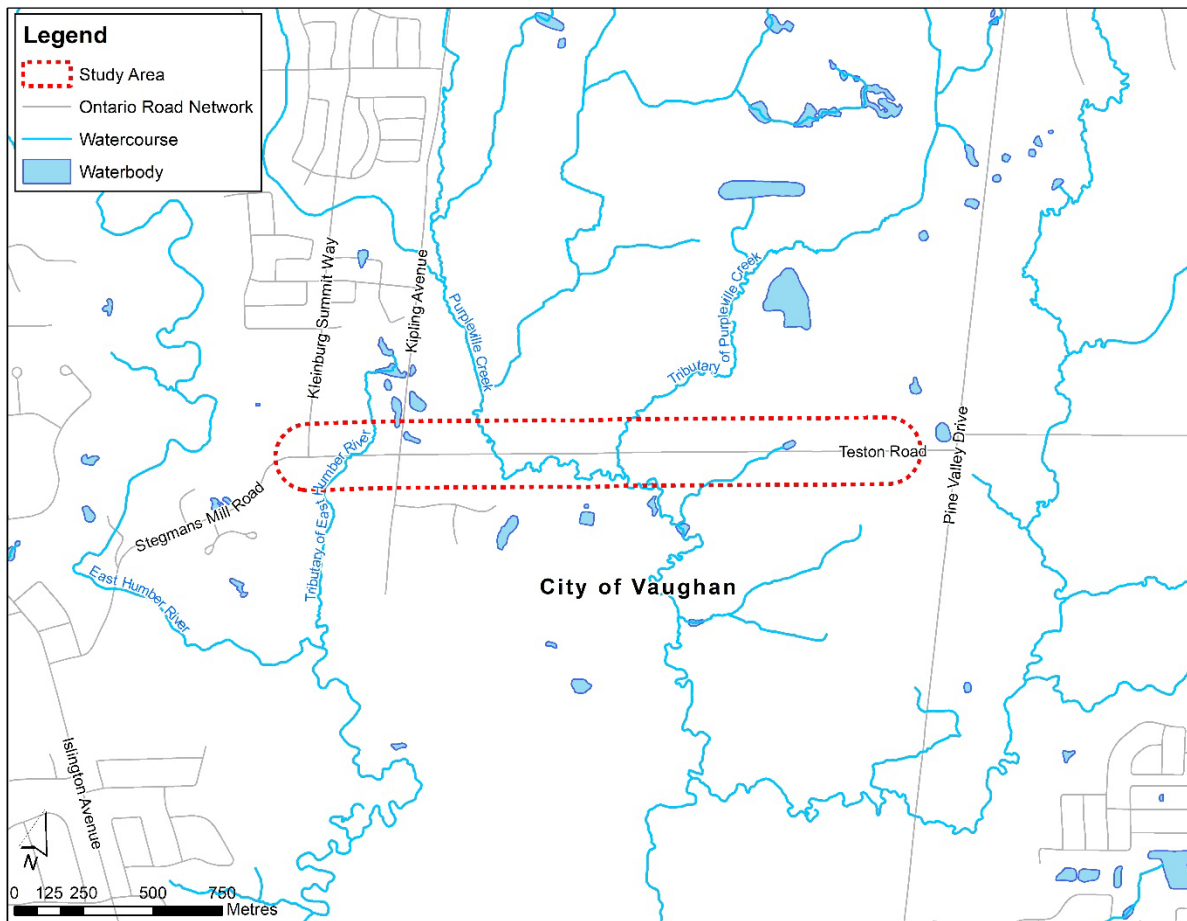 Legend
Study Area
Ontario Road Network
Watercourse
Waterbody
Kleinburg Summit Way
Kipling Avenue
Purpleville Creek
Tributary of Purpleville Creek
Teston Road
Pine Valley Drive
Stegmans Mill Road
Tributary of East Humber River
East Humber River
City of Vaughan
Islington Avenue
N
0 125 250 500 750
Metres